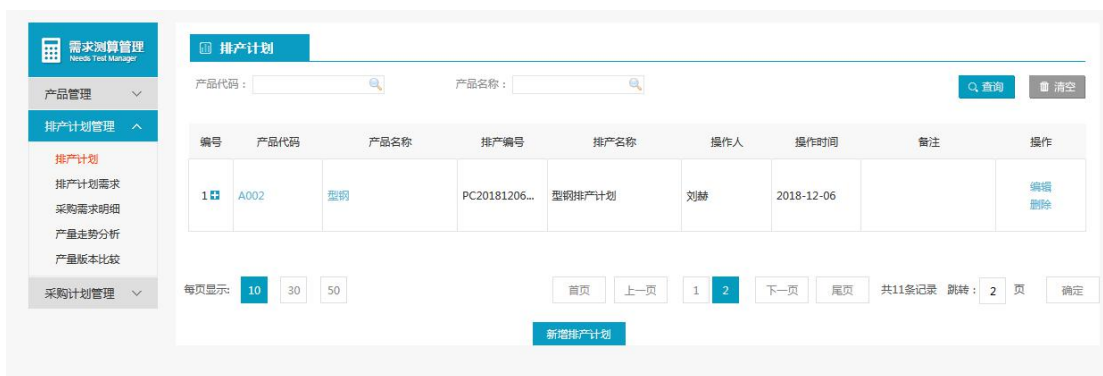 需求测算管理
Needs Test Manager
产品管理
排产计划管理
排产计划
排产计划需求
采购需求明细
产量走势分析
产量版本比较
采购计划管理
排产计划
产品代码： 产品名称： 查询 清空
编号 产品代码 产品名称 排产编号 排产名称 操作人 操作时间 备注 操作
1 A002 型钢 PC20181206... 型钢排产计划 刘赫 2018-12-06 编辑
删除
每页显示: 10 30 50 首页 上一页 1 2 下一页 尾页 共11条记录 跳转： 2 页 确定
新增排产计划